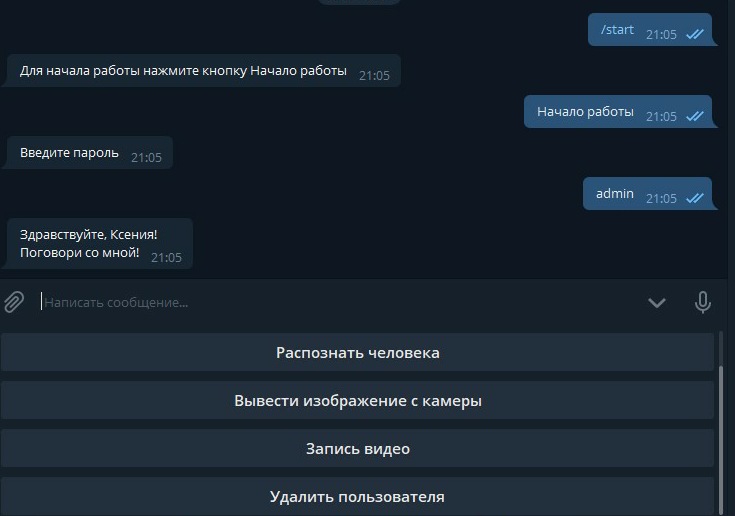 /start 21:05
Для начала работы нажмите кнопку Начало работы 21:05
Начало работы 21:05
Введите пароль 21:05
admin 21:05
Здравствуйте, Ксения!
Поговори со мной! 21:05
Написать сообщение...
Распознать человека
Вывести изображение с камеры
Запись видео
Удалить пользователя